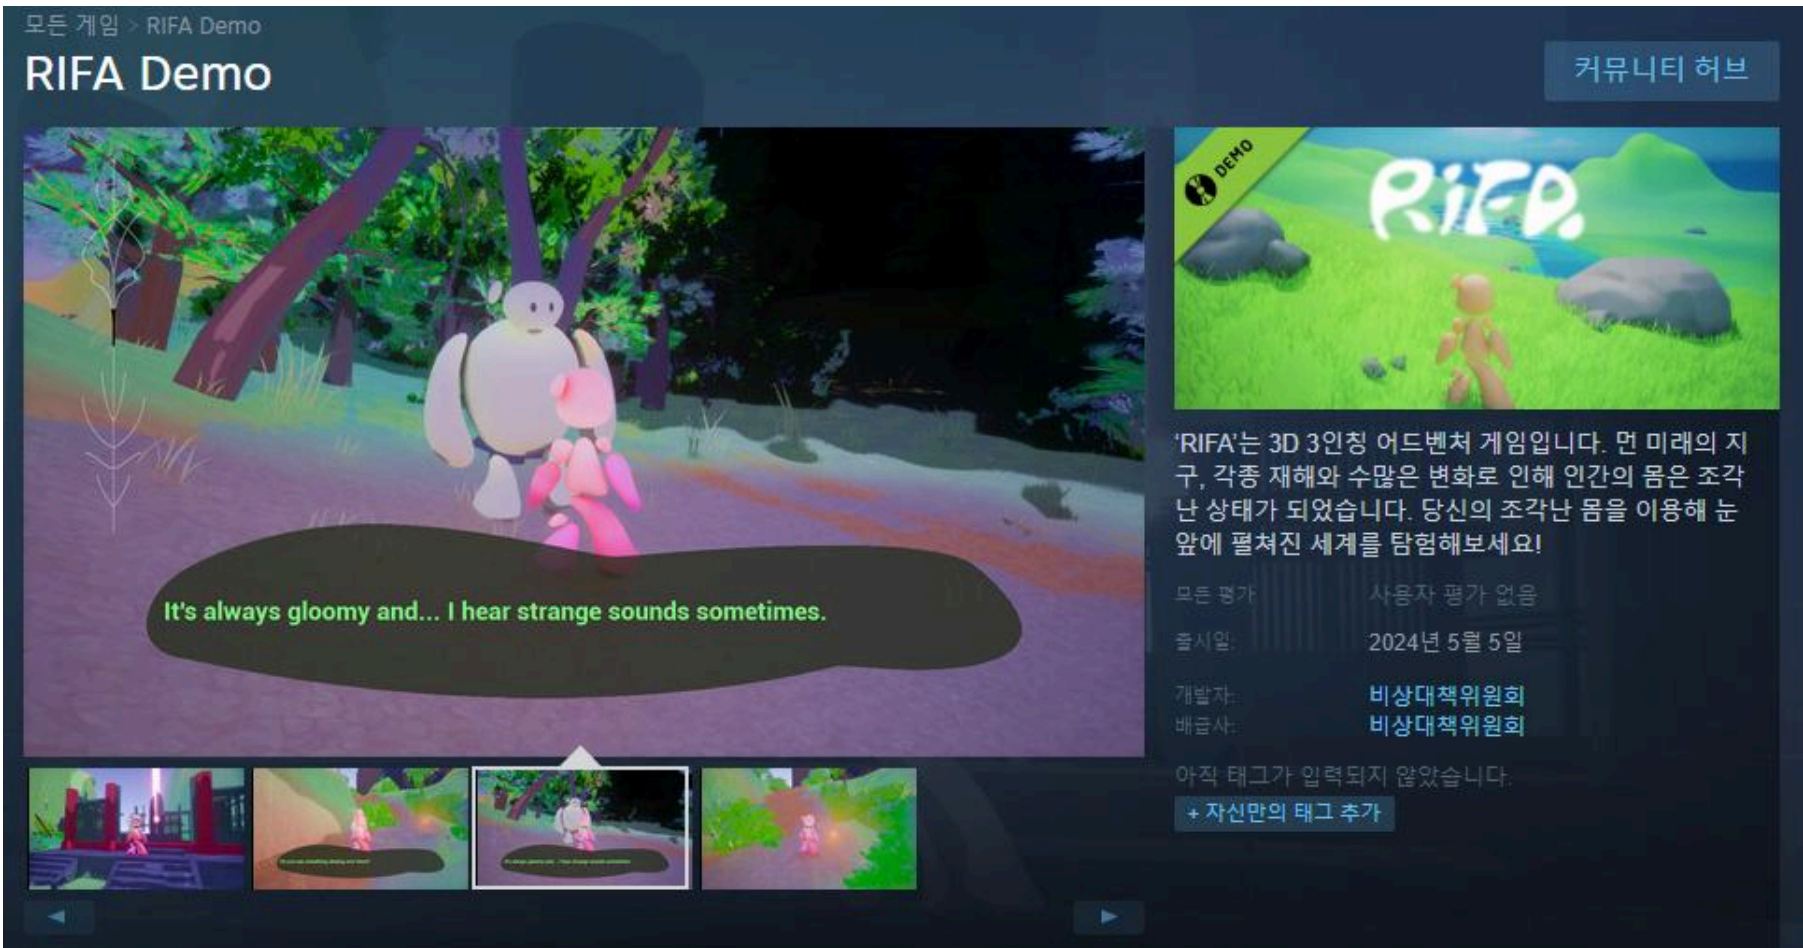 모든 게임 > RIFA Demo
RIFA Demo
커뮤니티 허브
It's always gloomy and... I hear strange sounds sometimes.
DEMO
RiFA
'RIFA'는 3D 3인칭 어드벤처 게임입니다. 먼 미래의 지
구, 각종 재해와 수많은 변화로 인해 인간의 몸은 조각
난 상태가 되었습니다. 당신의 조각난 몸을 이용해 눈
앞에 펼쳐진 세계를 탐험해보세요!
모든 평가 사용자 평가 없음
출시일: 2024년 5월 5일
개발자: 비상대책위원회
배급사: 비상대책위원회
아직 태그가 입력되지 않았습니다.
+ 자신만의 태그 추가